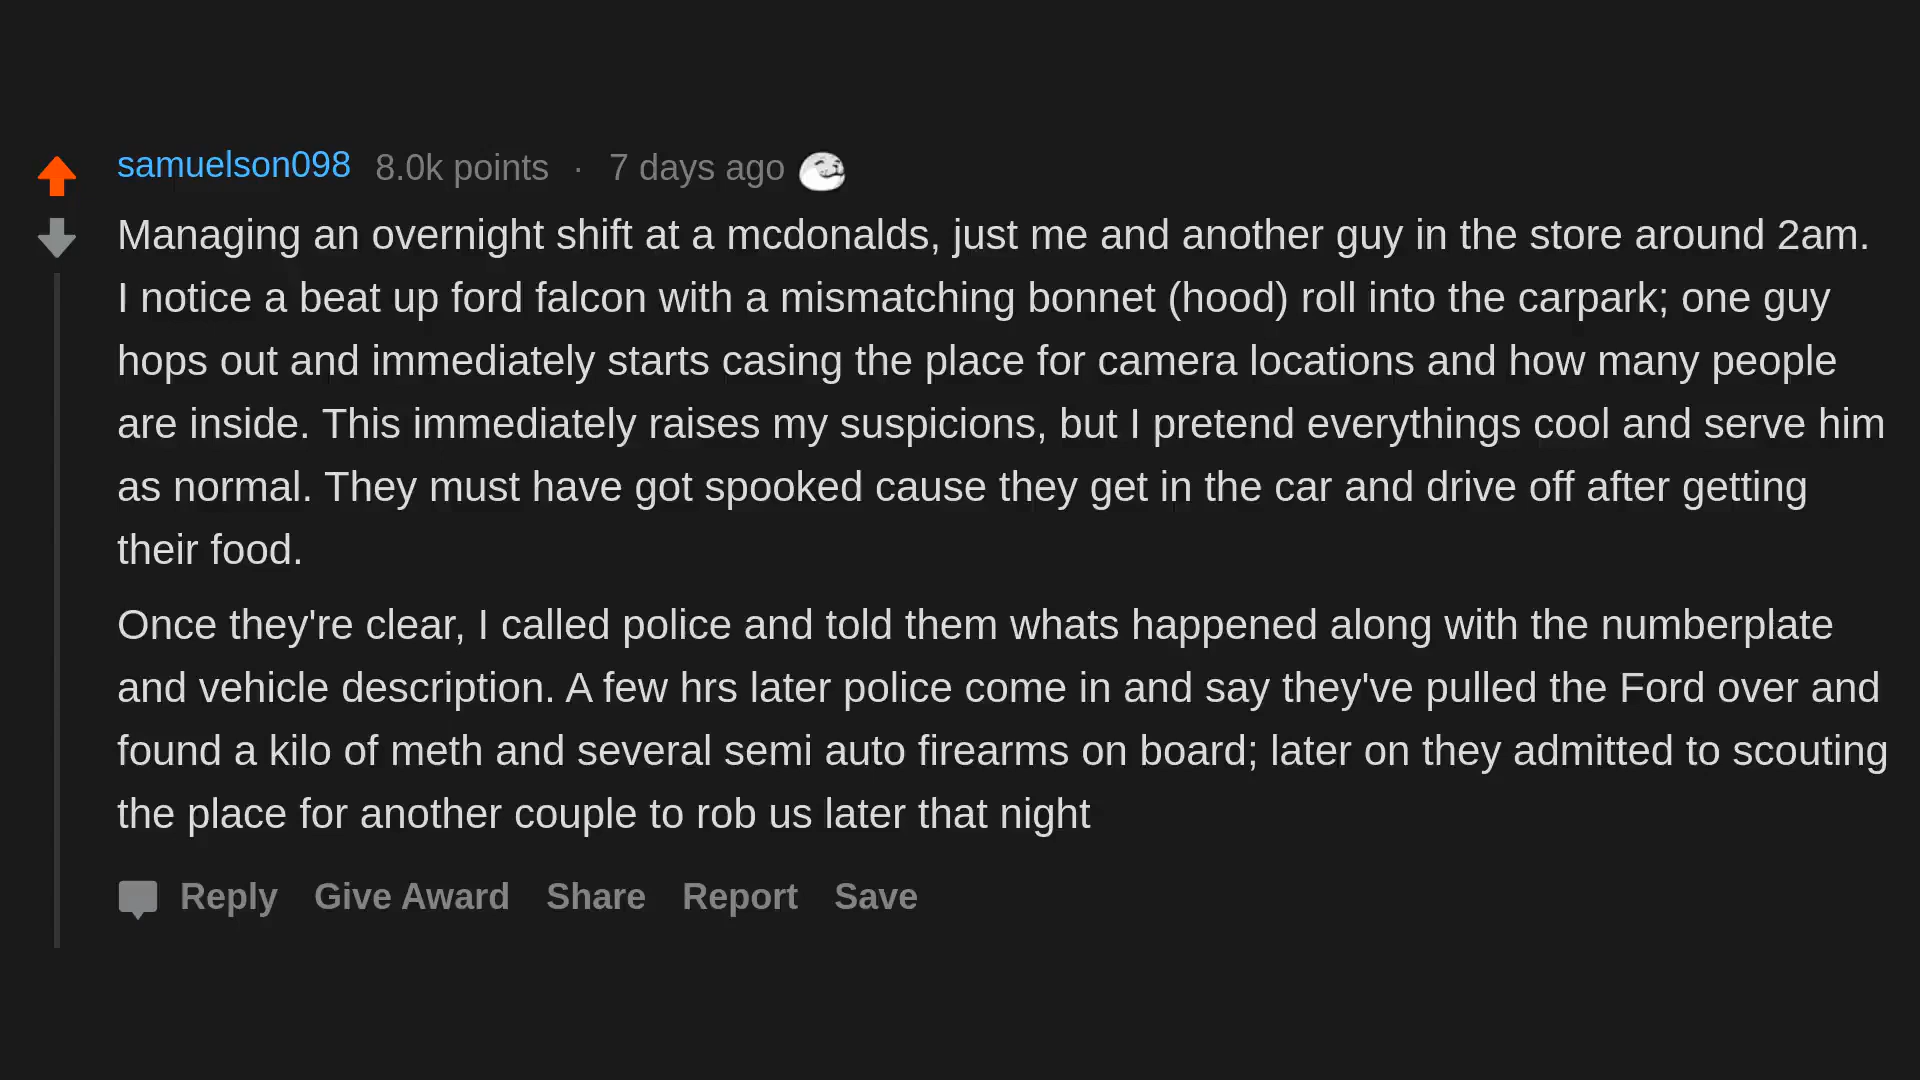 samuelson098 8.0k points · 7 days ago
Managing an overnight shift at a mcdonalds, just me and another guy in the store around 2am.
I notice a beat up ford falcon with a mismatching bonnet (hood) roll into the carpark; one guy
hops out and immediately starts casing the place for camera locations and how many people
are inside. This immediately raises my suspicions, but I pretend everythings cool and serve him
as normal. They must have got spooked cause they get in the car and drive off after getting
their food.
Once they're clear, I called police and told them whats happened along with the numberplate
and vehicle description. A few hrs later police come in and say they've pulled the Ford over and
found a kilo of meth and several semi auto firearms on board; later on they admitted to scouting
the place for another couple to rob us later that night
Reply Give Award Share Report Save